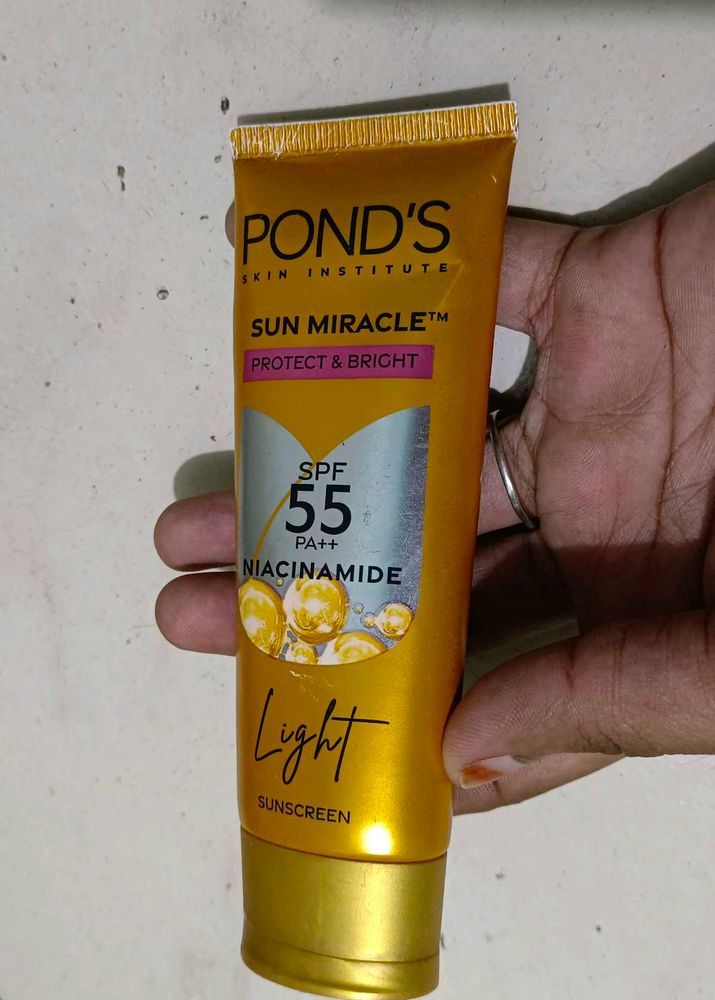 POND'S
SKIN INSTITUTE
SUN MIRACLE™
PROTECT & BRIGHT
SPF
55
PA++
NIACINAMIDE
Light
SUNSCREEN